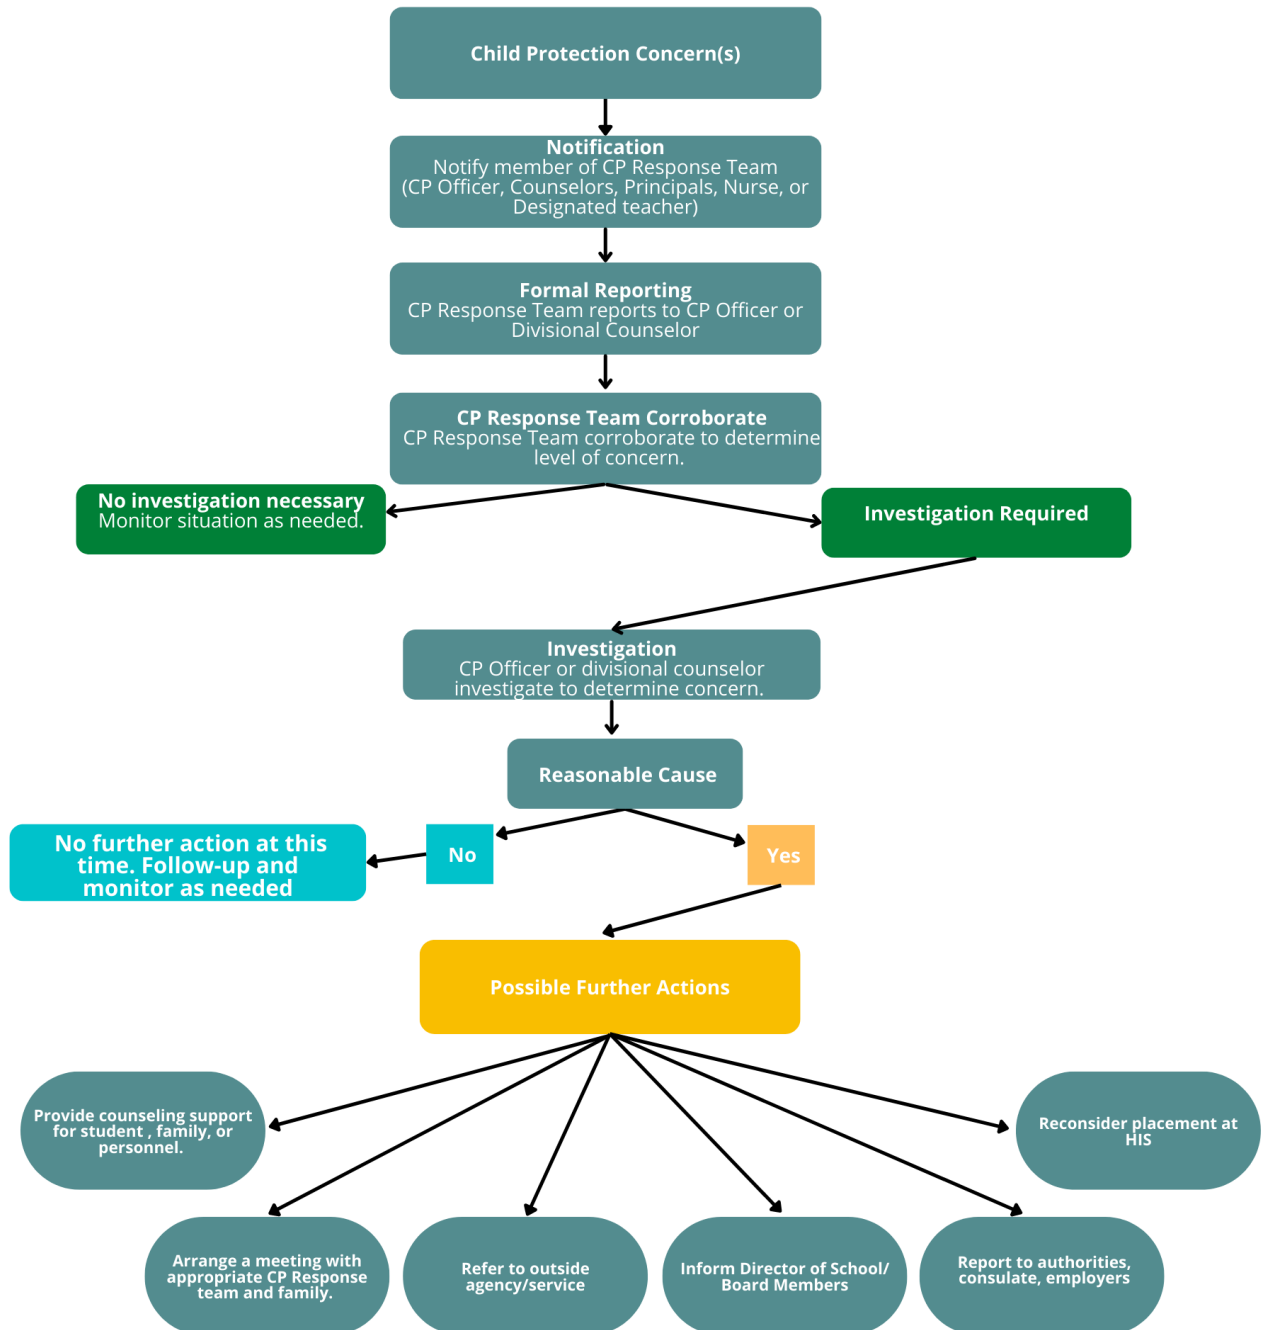 Child Protection Concern(s)
Notification
Notify member of CP Response Team
(CP Officer, Counselors, Principals, Nurse, or
Designated teacher)
Formal Reporting
CP Response Team reports to CP Officer or
Divisional Counselor
CP Response Team Corroborate
CP Response Team corroborate to determine
level of concern.
No investigation necessary
Monitor situation as needed.
Investigation Required
Investigation
CP Officer or divisional counselor
investigate to determine concern.
Reasonable Cause
No further action at this
time. Follow-up and
monitor as needed
No
Yes
Possible Further Actions
Provide counseling support
for student , family, or
personnel.
Reconsider placement at
HIS
Arrange a meeting with
appropriate CP Response
team and family.
Refer to outside
agency/service
Inform Director of School/
Board Members
Report to authorities,
consulate, employers